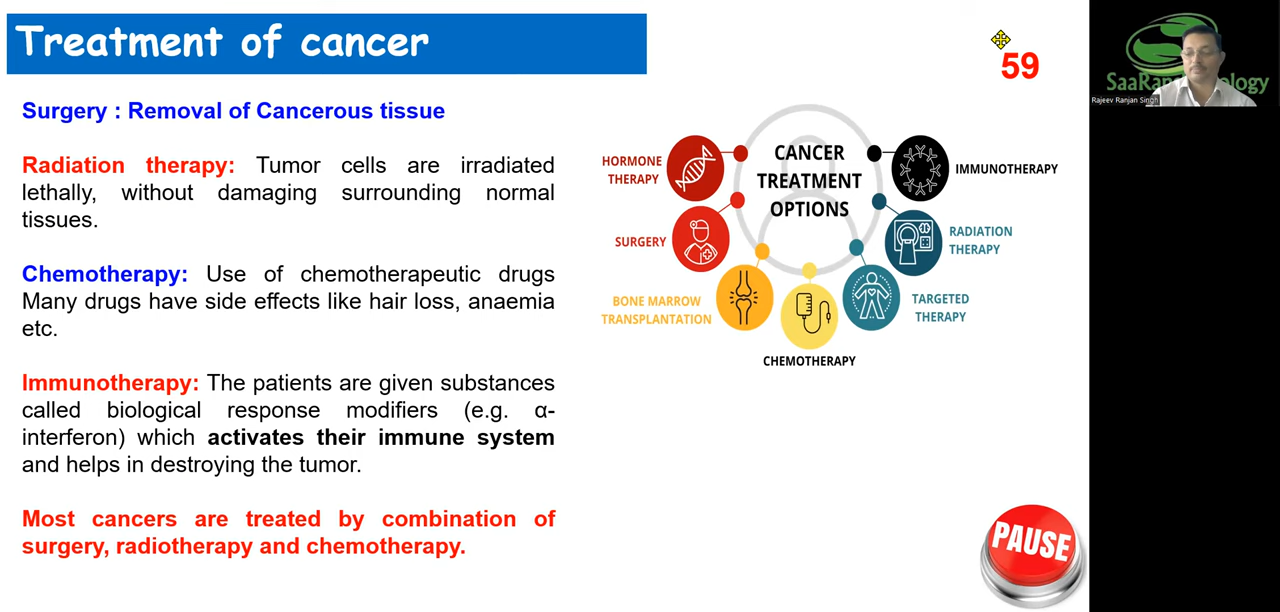 Treatment of cancer
59
Surgery : Removal of Cancerous tissue
Radiation therapy: Tumor cells are irradiated
lethally, without damaging surrounding normal
tissues.
Chemotherapy: Use of chemotherapeutic drugs
Many drugs have side effects like hair loss, anaemia
etc.
Immunotherapy: The patients are given substances
called biological response modifiers (e.g. α-
interferon) which activates their immune system
and helps in destroying the tumor.
Most cancers are treated by combination of
surgery, radiotherapy and chemotherapy.
CANCER
TREATMENT
OPTIONS
HORMONE
THERAPY
SURGERY
BONE MARROW
TRANSPLANTATION
CHEMOTHERAPY
TARGETED
THERAPY
RADIATION
THERAPY
IMMUNOTHERAPY
PAUSE
Rajeev Ranjan Singh